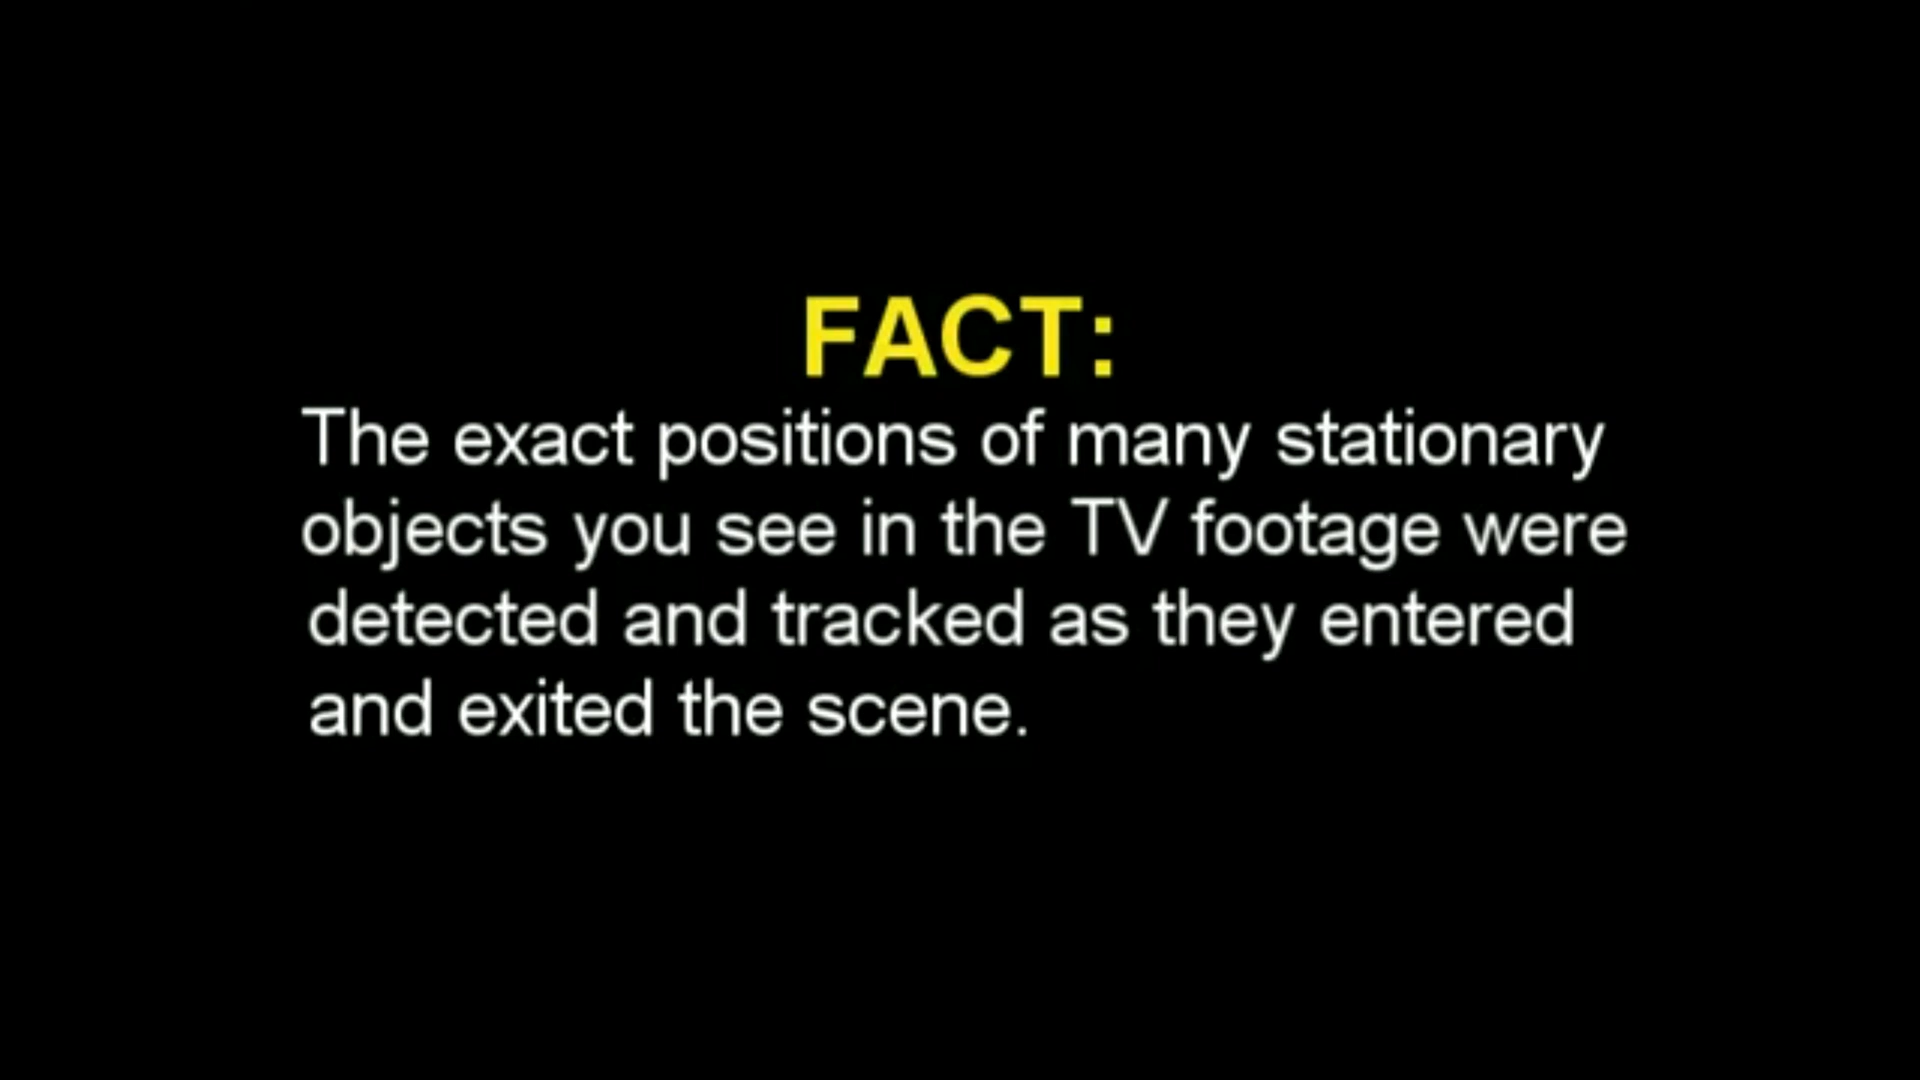 FACT:
The exact positions of many stationary
objects you see in the TV footage were
detected and tracked as they entered
and exited the scene.